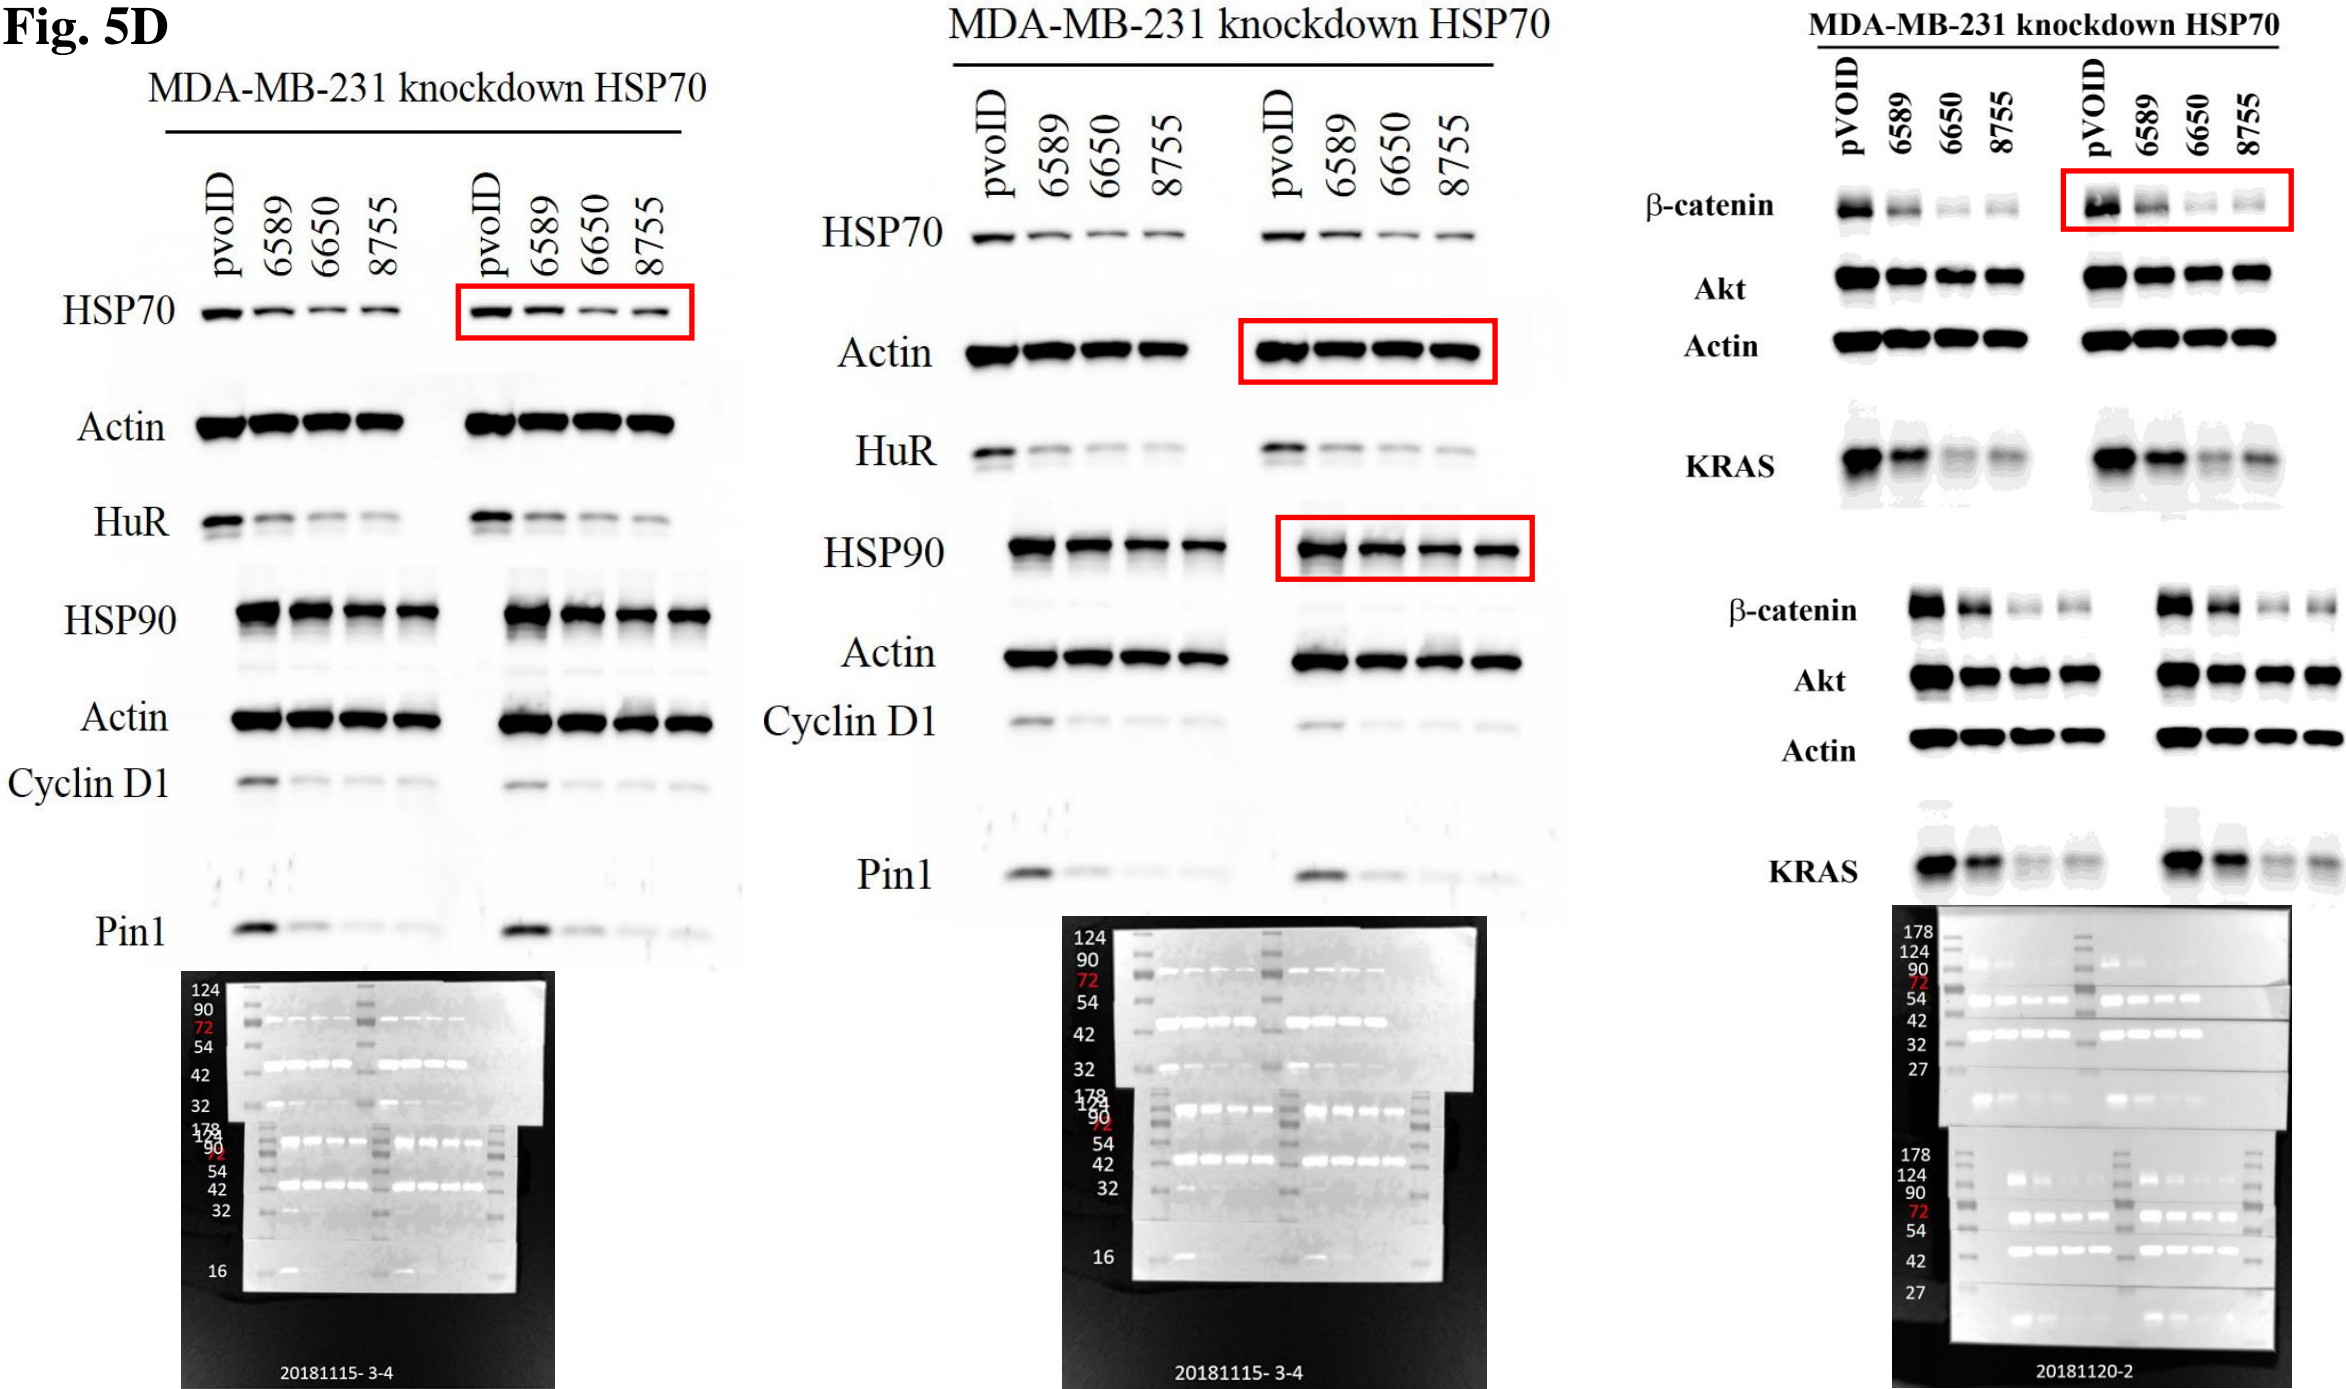 Fig. 5D
MDA-MB-231 knockdown HSP70
pvoID 6589 6650 8755 pvoID 6589 6650 8755
HSP70
Actin
HuR
HSP90
Actin
Cyclin D1
Pin1
124
90
72
54
42
32
178
124
90
72
54
42
32
16
20181115- 3-4
MDA-MB-231 knockdown HSP70
pvoID 6589 6650 8755 pvoID 6589 6650 8755
HSP70
Actin
HuR
HSP90
Actin
Cyclin D1
Pin1
124
90
72
54
42
32
178
124
90
72
54
42
32
16
20181115- 3-4
MDA-MB-231 knockdown HSP70
pVOID 6589 6650 8755 pVOID 6589 6650 8755
β-catenin
Akt
Actin
KRAS
β-catenin
Akt
Actin
KRAS
178
124
90
72
54
42
32
27
178
124
90
72
54
42
27
20181120-2